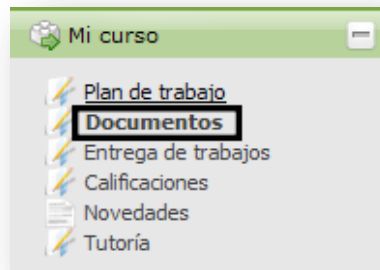 Mi curso
Plan de trabajo
Documentos
Entrega de trabajos
Calificaciones
Novedades
Tutoría